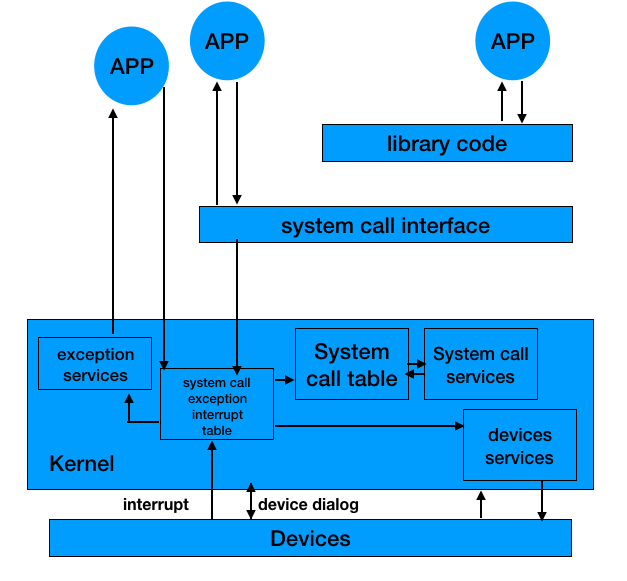 APP
APP
APP
library code
system call interface
exception
services
system call
exception
interrupt
table
System
call table
System call
services
devices
services
Kernel
interrupt
device dialog
Devices